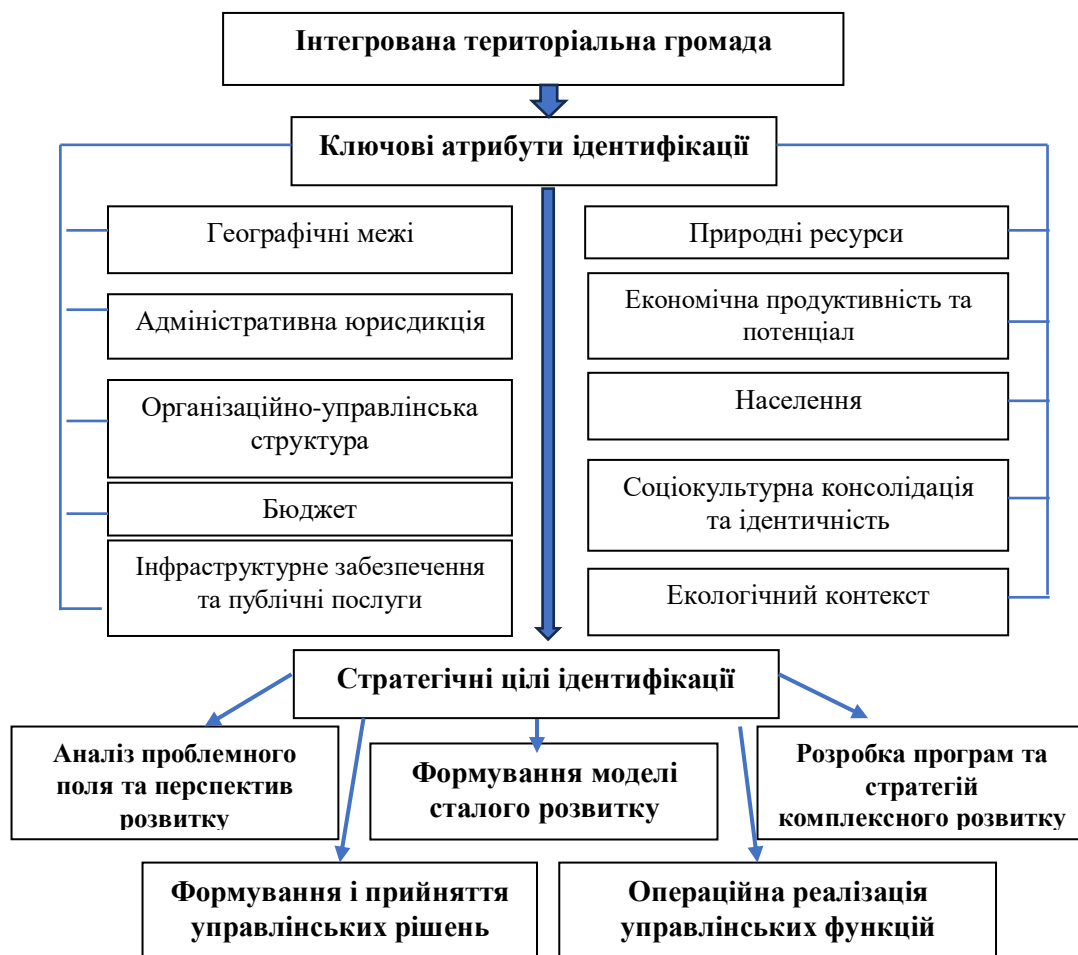 Інтегрована територіальна громада
Ключові атрибути ідентифікації
Географічні межі
Адміністративна юрисдикція
Організаційно-управлінська
структура
Бюджет
Інфраструктурне забезпечення
та публічні послуги
Природні ресурси
Економічна продуктивність та
потенціал
Населення
Соціокультурна консолідація
та ідентичність
Екологічний контекст
Стратегічні цілі ідентифікації
Аналіз проблемного
поля та перспектив
розвитку
Формування моделі
сталого розвитку
Розробка програм та
стратегій
комплексного розвитку
Формування і прийняття
управлінських рішень
Операційна реалізація
управлінських функцій